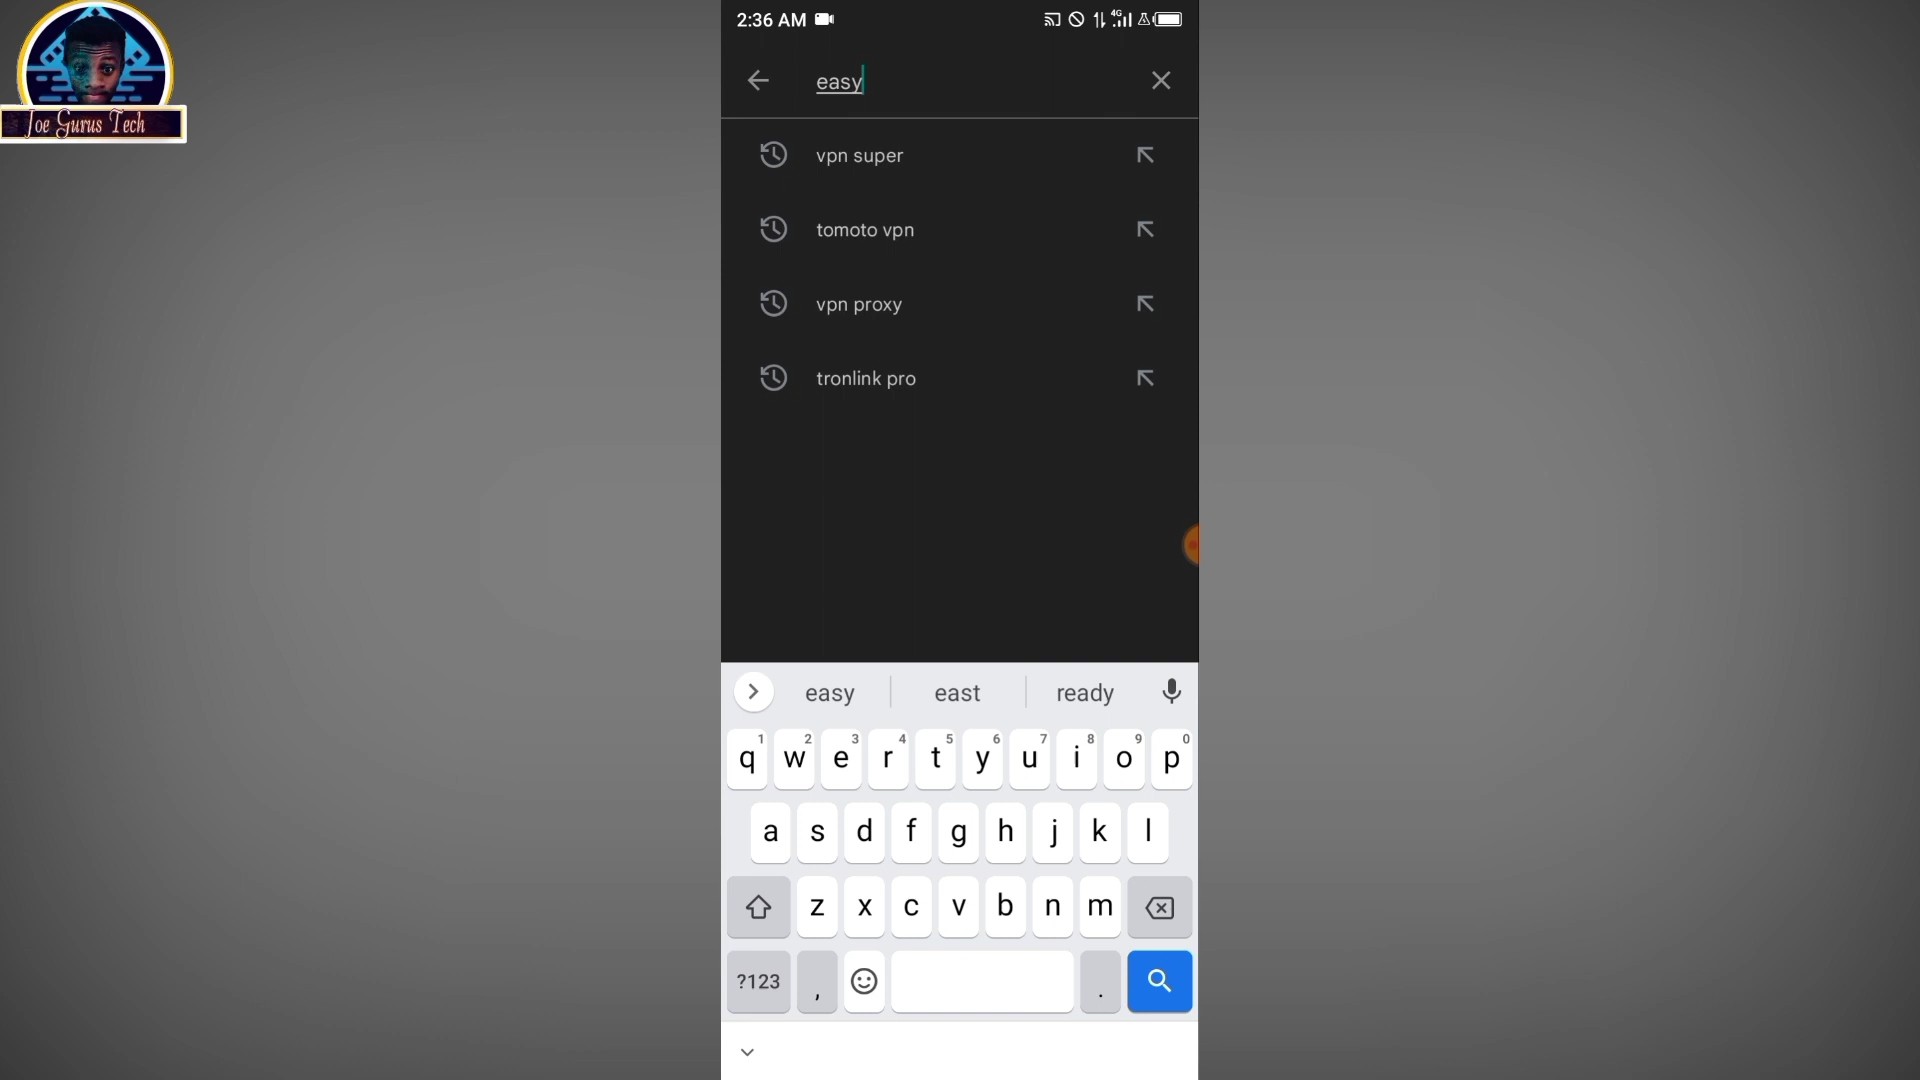 2:36 AM
4G
Joe Gurus Tech
easy
vpn super
tomoto vpn
vpn proxy
tronlink pro
easy east ready
1 2 3 4 5 6 7 8 9 0
q w e r t y u i o p
a s d f g h j k l
z x c v b n m
?123 , .